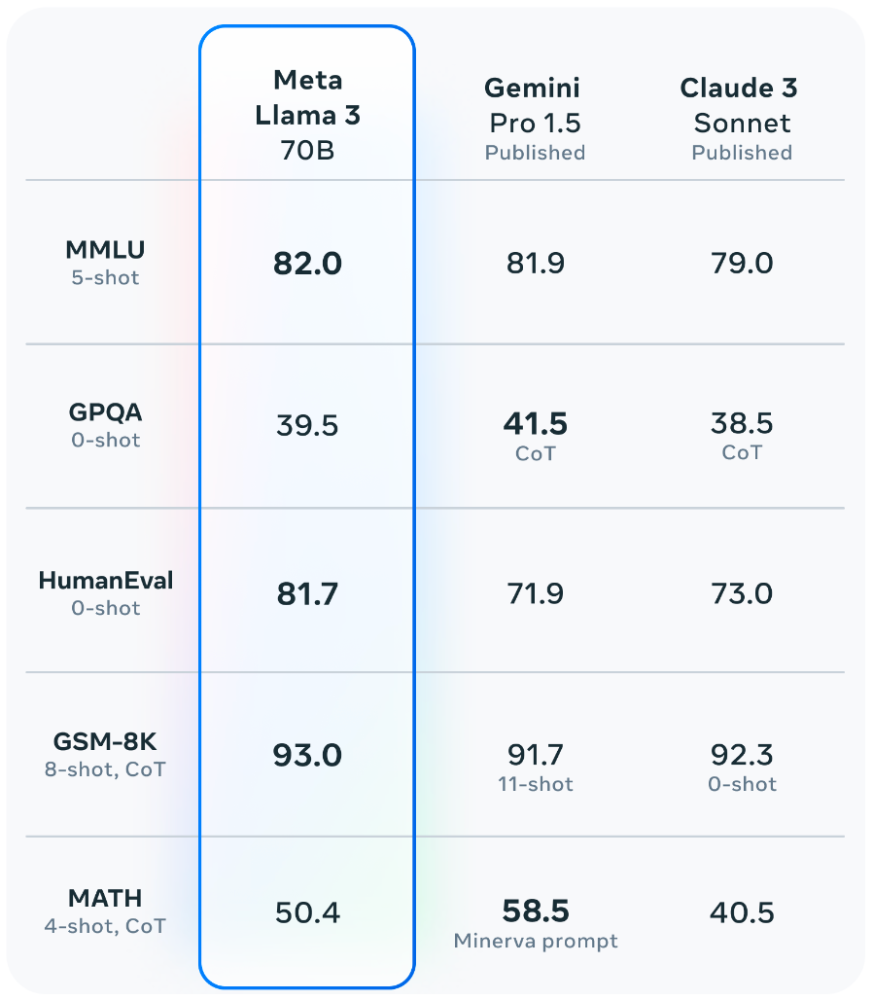 Meta
Llama 3
70B
Gemini
Pro 1.5
Published
Claude 3
Sonnet
Published
MMLU
5-shot
82.0
81.9
79.0
GPQA
0-shot
39.5
41.5
CoT
38.5
CoT
HumanEval
0-shot
81.7
71.9
73.0
GSM-8K
8-shot, CoT
93.0
91.7
11-shot
92.3
0-shot
MATH
4-shot, CoT
50.4
58.5
Minerva prompt
40.5